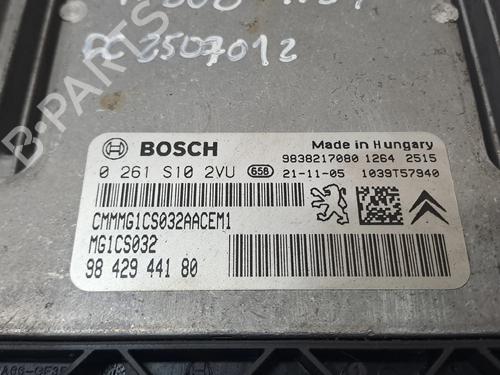 PC 3507012
BOSCH
Made in Hungary
9838217080 1264 2515
0 261 S10 2VU 658 21-11-05 1039T57940
CMMMG1CS032AACEM1
MG1CS032
98 429 441 80
B-PARTS